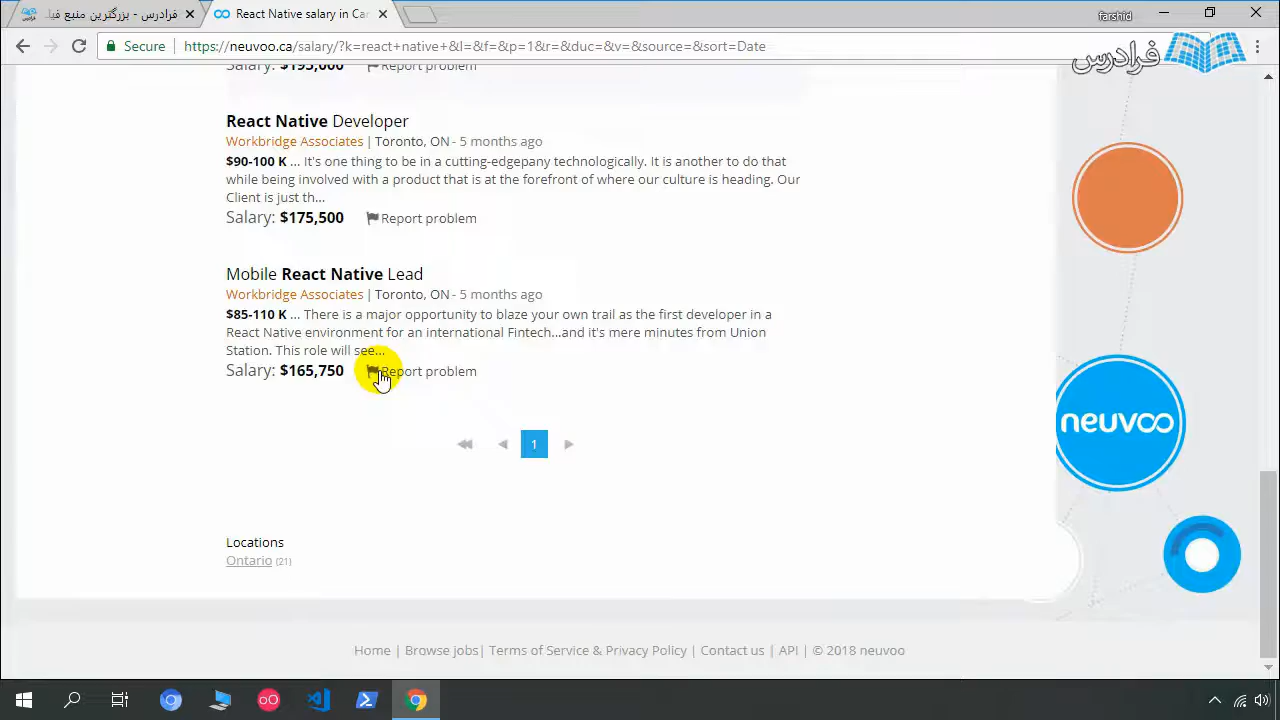 فرادرس - بزرگترین منبع فیل
React Native salary in Car
farshid
Secure
https://neuvoo.ca/salary/?k=react+native+&l=&f=&p=1&r=&duc=&v=&source=&sort=Date
فرادرس
Salary: $195,000 Report problem
React Native Developer
Workbridge Associates | Toronto, ON - 5 months ago
$90-100 K ... It's one thing to be in a cutting-edgepany technologically. It is another to do that
while being involved with a product that is at the forefront of where our culture is heading. Our
Client is just th...
Salary: $175,500 Report problem
Mobile React Native Lead
Workbridge Associates | Toronto, ON - 5 months ago
$85-110 K ... There is a major opportunity to blaze your own trail as the first developer in a
React Native environment for an international Fintech...and it's mere minutes from Union
Station. This role will see...
Salary: $165,750 Report problem
1
neuvoo
Locations
Ontario (21)
Home | Browse jobs| Terms of Service & Privacy Policy | Contact us | API | © 2018 neuvoo